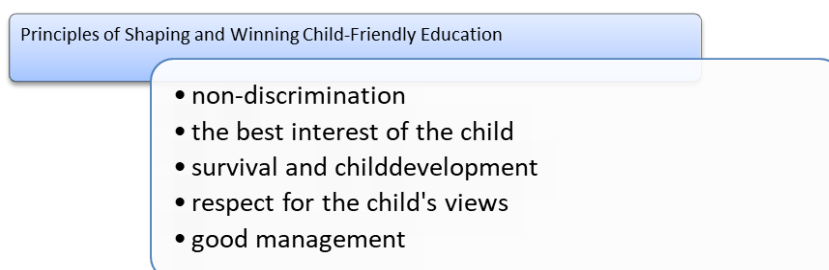 Principles of Shaping and Winning Child-Friendly Education
• non-discrimination
• the best interest of the child
• survival and childdevelopment
• respect for the child's views
• good management